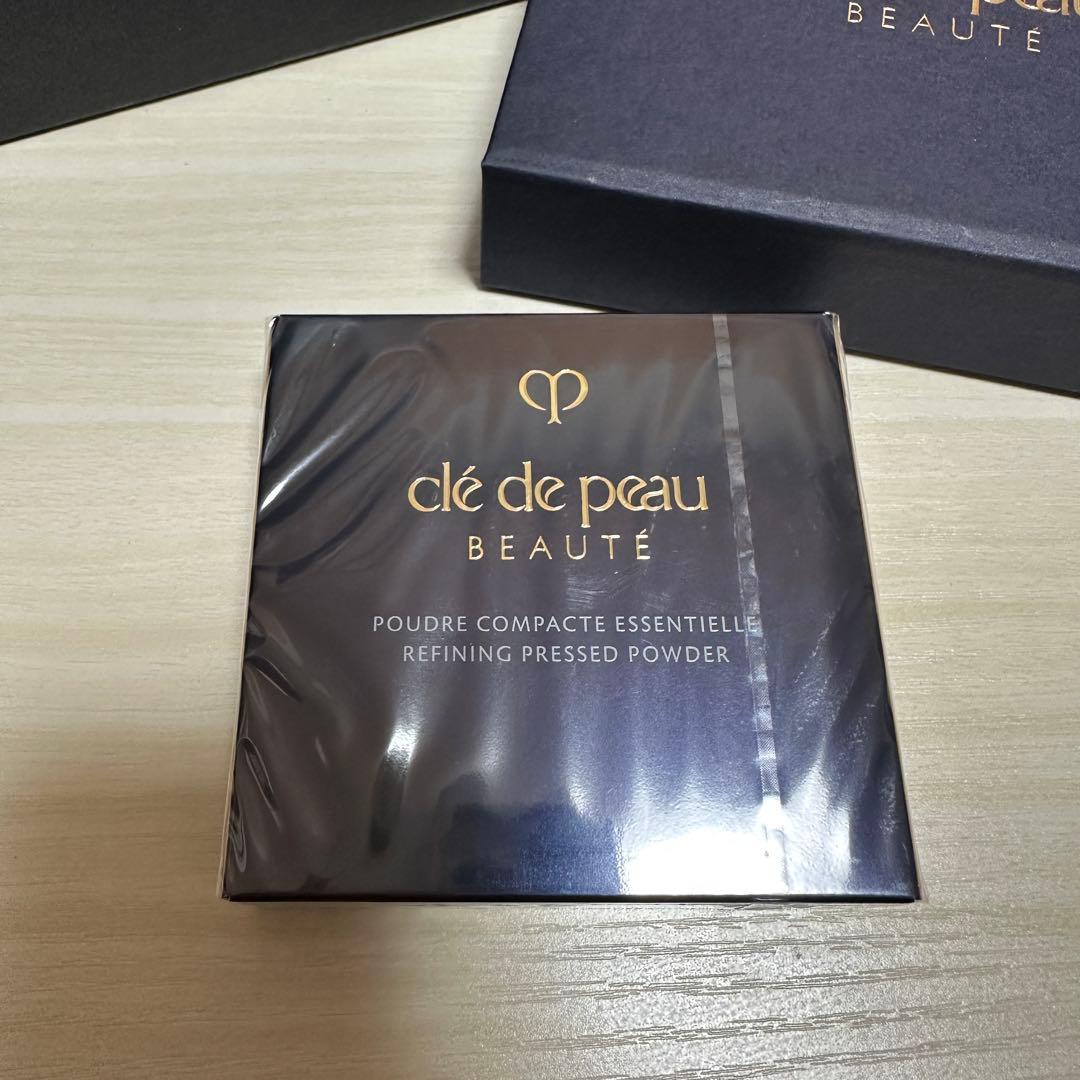 BEAUTÉ
clé de peau
BEAUTÉ
POUDRE COMPACTE ESSENTIELLE
REFINING PRESSED POWDER